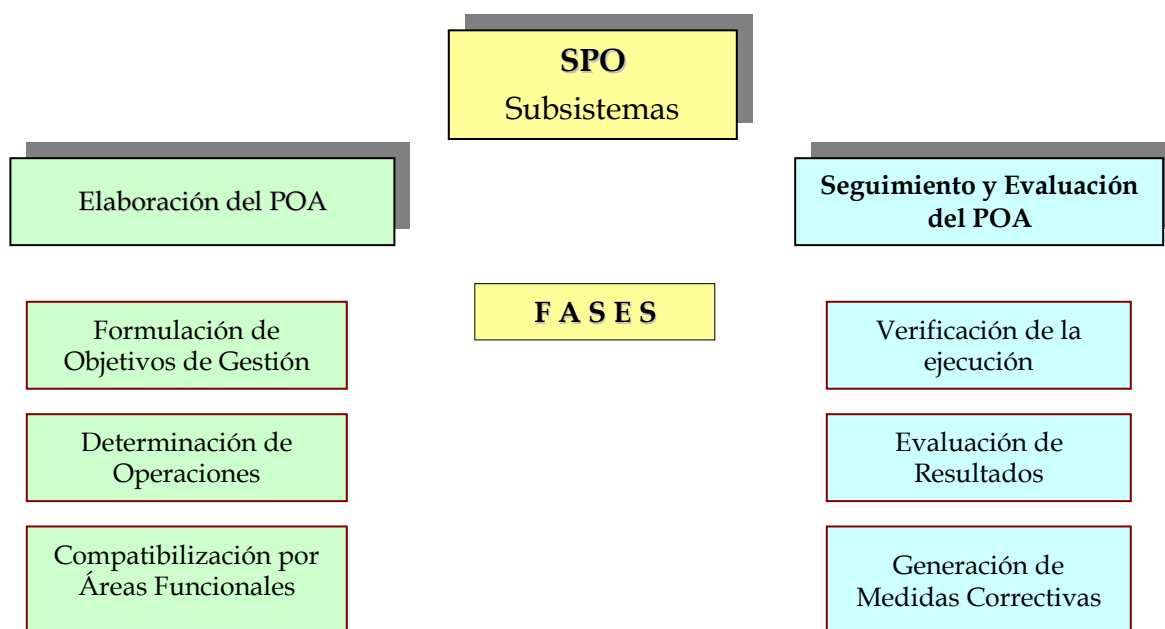 SPO
Subsistemas
Elaboración del POA
Seguimiento y Evaluación
del POA
F A S E S
Formulación de
Objetivos de Gestión
Verificación de la
ejecución
Determinación de
Operaciones
Evaluación de
Resultados
Compatibilización por
Áreas Funcionales
Generación de
Medidas Correctivas